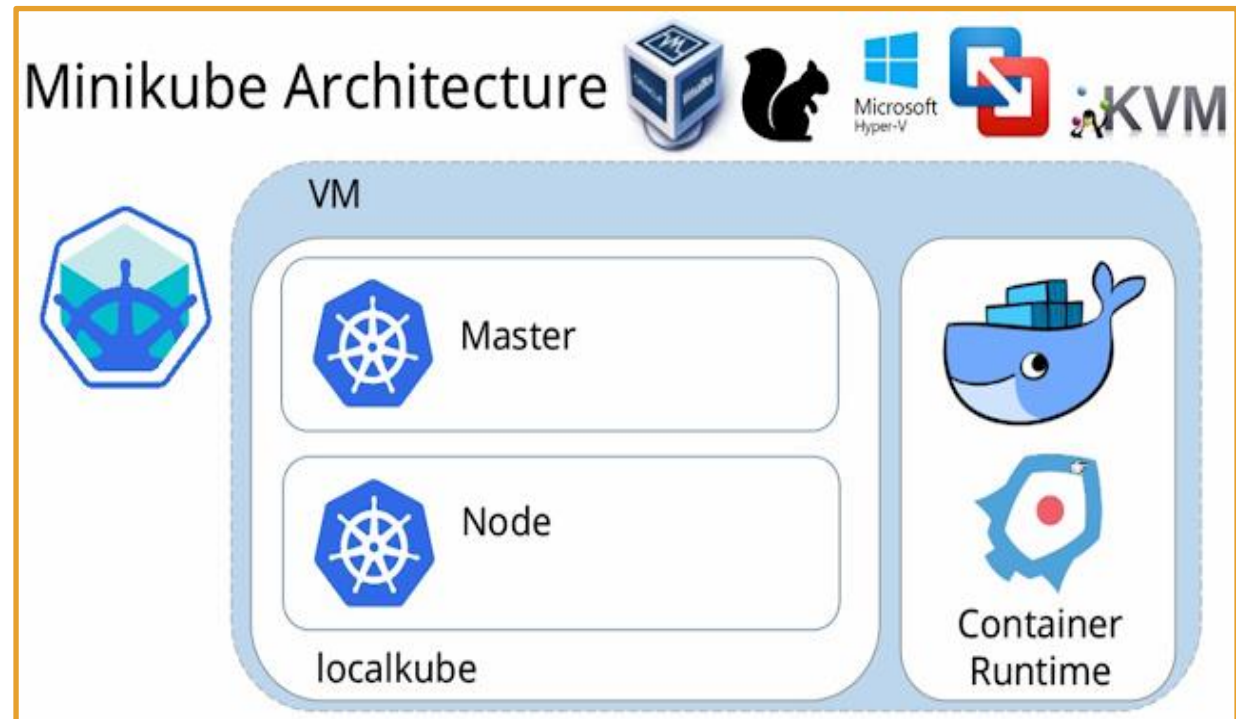 Minikube Architecture
Microsoft
Hyper-V
KVM
VM
Master
Node
localkube
Container
Runtime